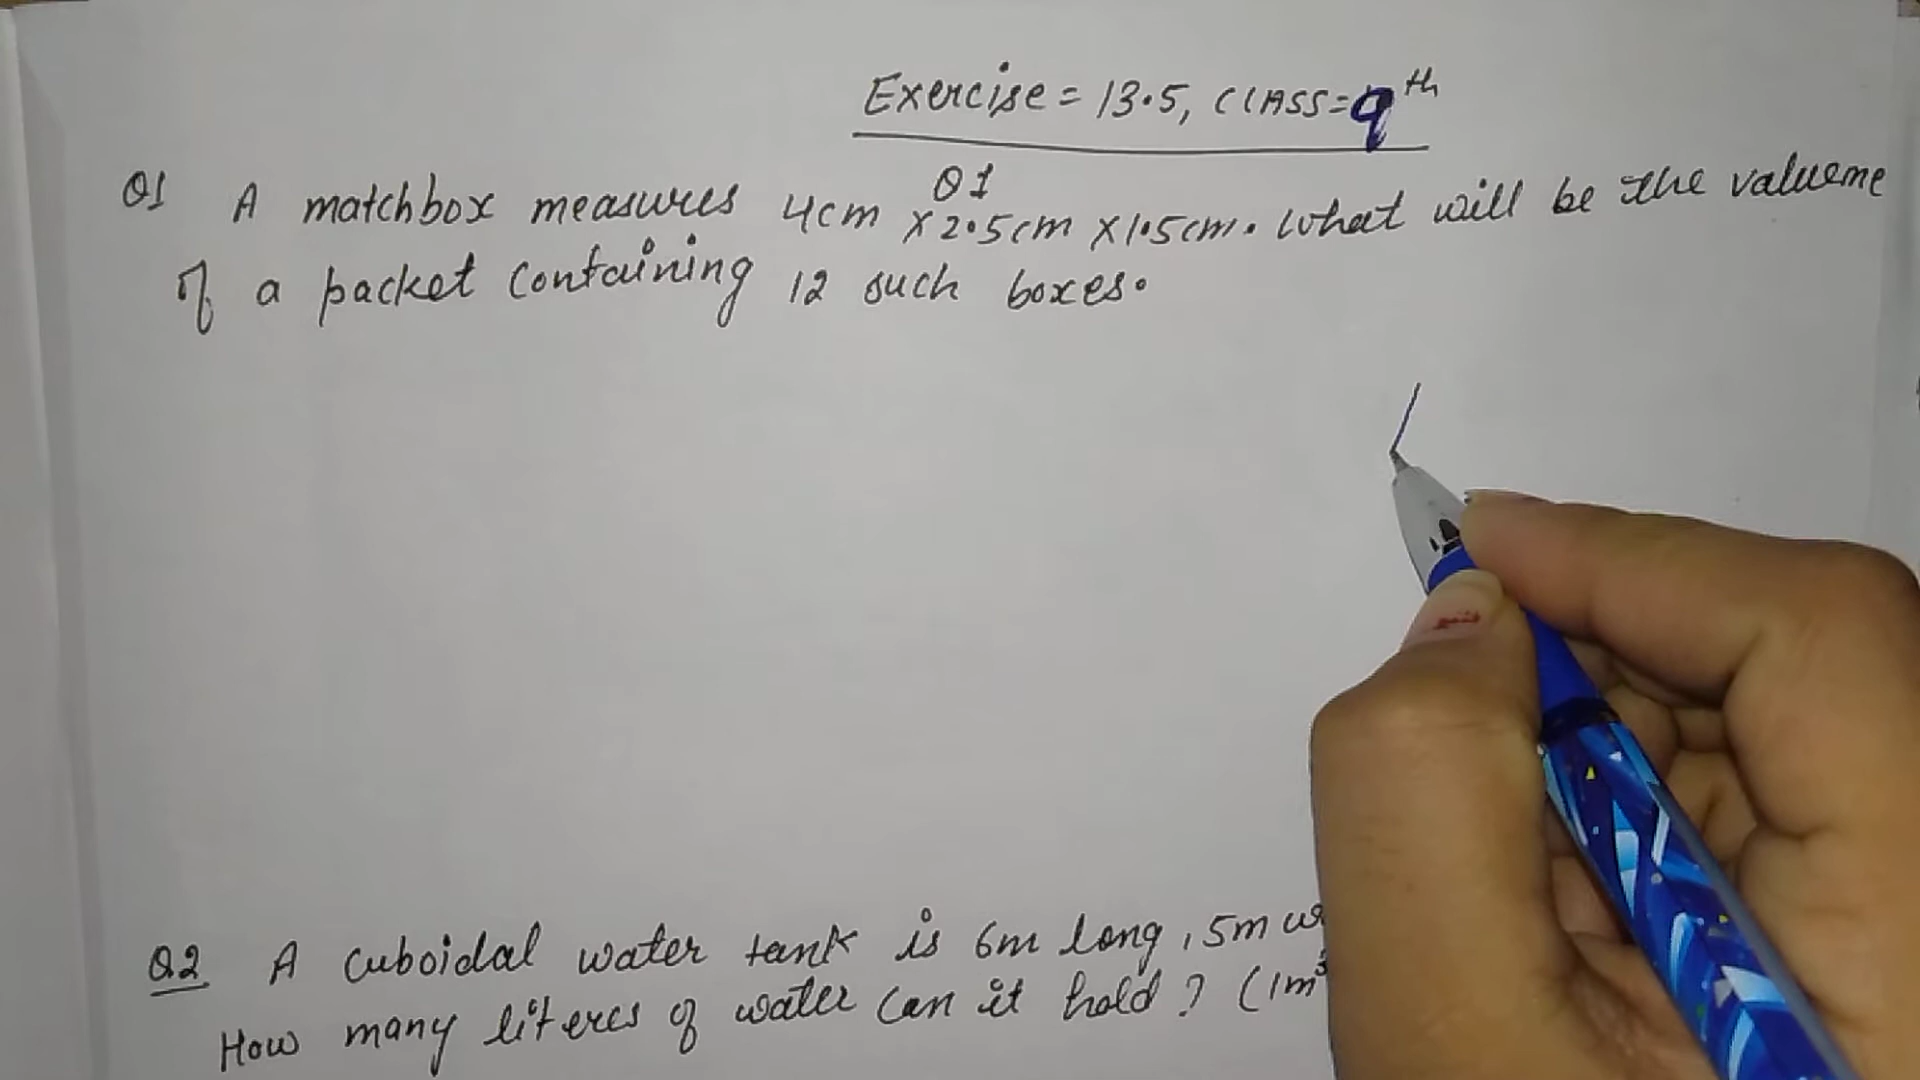 Exercise = 13.5, CLASS = 9th
Q1
Q1 A matchbox measures 4cm × 2.5cm × 1.5cm. What will be the valueme
of a packet containing 12 such boxes.
Q2 A cuboidal water tank is 6m long, 5m
How many literes of water can it hold? (1m³